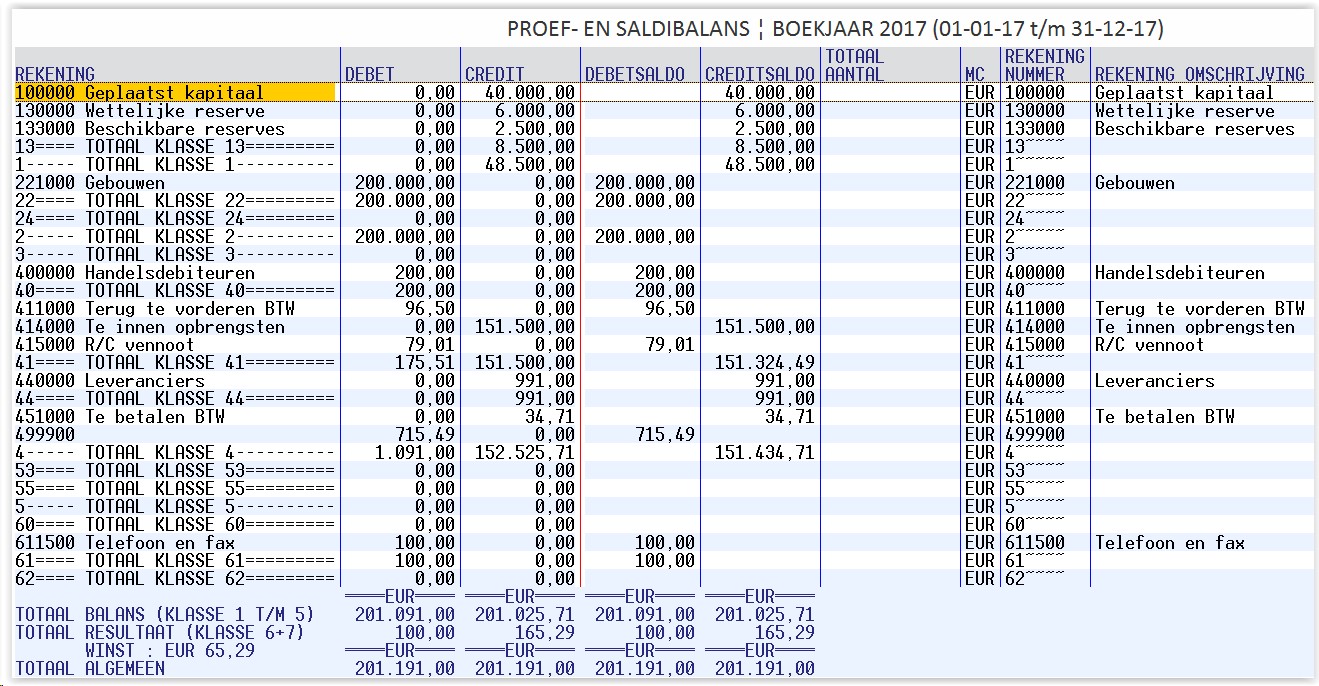 PROEF- EN SALDIBALANS ¦ BOEKJAAR 2017 (01-01-17 t/m 31-12-17)
TOTAAL REKENING
REKENING DEBET CREDIT DEBETSALDO CREDITSALDO AANTAL MC NUMMER REKENING OMSCHRIJVING
100000 Geplaatst kapitaal 0,00 40.000,00 40.000,00 EUR 100000 Geplaatst kapitaal
130000 Wettelijke reserve 0,00 6.000,00 6.000,00 EUR 130000 Wettelijke reserve
133000 Beschikbare reserves 0,00 2.500,00 2.500,00 EUR 133000 Beschikbare reserves
13==== TOTAAL KLASSE 13========= 0,00 8.500,00 8.500,00 EUR 13~~~~
1----- TOTAAL KLASSE 1---------- 0,00 48.500,00 48.500,00 EUR 1~~~~~
221000 Gebouwen 200.000,00 0,00 200.000,00 EUR 221000 Gebouwen
22==== TOTAAL KLASSE 22========= 200.000,00 0,00 200.000,00 EUR 22~~~~
24==== TOTAAL KLASSE 24========= 0,00 0,00 EUR 24~~~~
2----- TOTAAL KLASSE 2---------- 200.000,00 0,00 200.000,00 EUR 2~~~~~
3----- TOTAAL KLASSE 3---------- 0,00 0,00 EUR 3~~~~~
400000 Handelsdebiteuren 200,00 0,00 200,00 EUR 400000 Handelsdebiteuren
40==== TOTAAL KLASSE 40========= 200,00 0,00 200,00 EUR 40~~~~
411000 Terug te vorderen BTW 96,50 0,00 96,50 EUR 411000 Terug te vorderen BTW
414000 Te innen opbrengsten 0,00 151.500,00 151.500,00 EUR 414000 Te innen opbrengsten
415000 R/C vennoot 79,01 0,00 79,01 EUR 415000 R/C vennoot
41==== TOTAAL KLASSE 41========= 175,51 151.500,00 151.324,49 EUR 41~~~~
440000 Leveranciers 0,00 991,00 991,00 EUR 440000 Leveranciers
44==== TOTAAL KLASSE 44========= 0,00 991,00 991,00 EUR 44~~~~
451000 Te betalen BTW 0,00 34,71 34,71 EUR 451000 Te betalen BTW
499900 715,49 0,00 715,49 EUR 499900
4----- TOTAAL KLASSE 4---------- 1.091,00 152.525,71 151.434,71 EUR 4~~~~~
53==== TOTAAL KLASSE 53========= 0,00 0,00 EUR 53~~~~
55==== TOTAAL KLASSE 55========= 0,00 0,00 EUR 55~~~~
5----- TOTAAL KLASSE 5---------- 0,00 0,00 EUR 5~~~~~
60==== TOTAAL KLASSE 60========= 0,00 0,00 EUR 60~~~~
611500 Telefoon en fax 100,00 0,00 100,00 EUR 611500 Telefoon en fax
61==== TOTAAL KLASSE 61========= 100,00 0,00 100,00 EUR 61~~~~
62==== TOTAAL KLASSE 62========= 0,00 0,00 EUR 62~~~~
====EUR==== ====EUR==== ====EUR==== ====EUR====
TOTAAL BALANS (KLASSE 1 T/M 5) 201.091,00 201.025,71 201.091,00 201.025,71
TOTAAL RESULTAAT (KLASSE 6+7) 100,00 165,29 100,00 165,29
WINST : EUR 65,29 ====EUR==== ====EUR==== ====EUR==== ====EUR====
TOTAAL ALGEMEEN 201.191,00 201.191,00 201.191,00 201.191,00